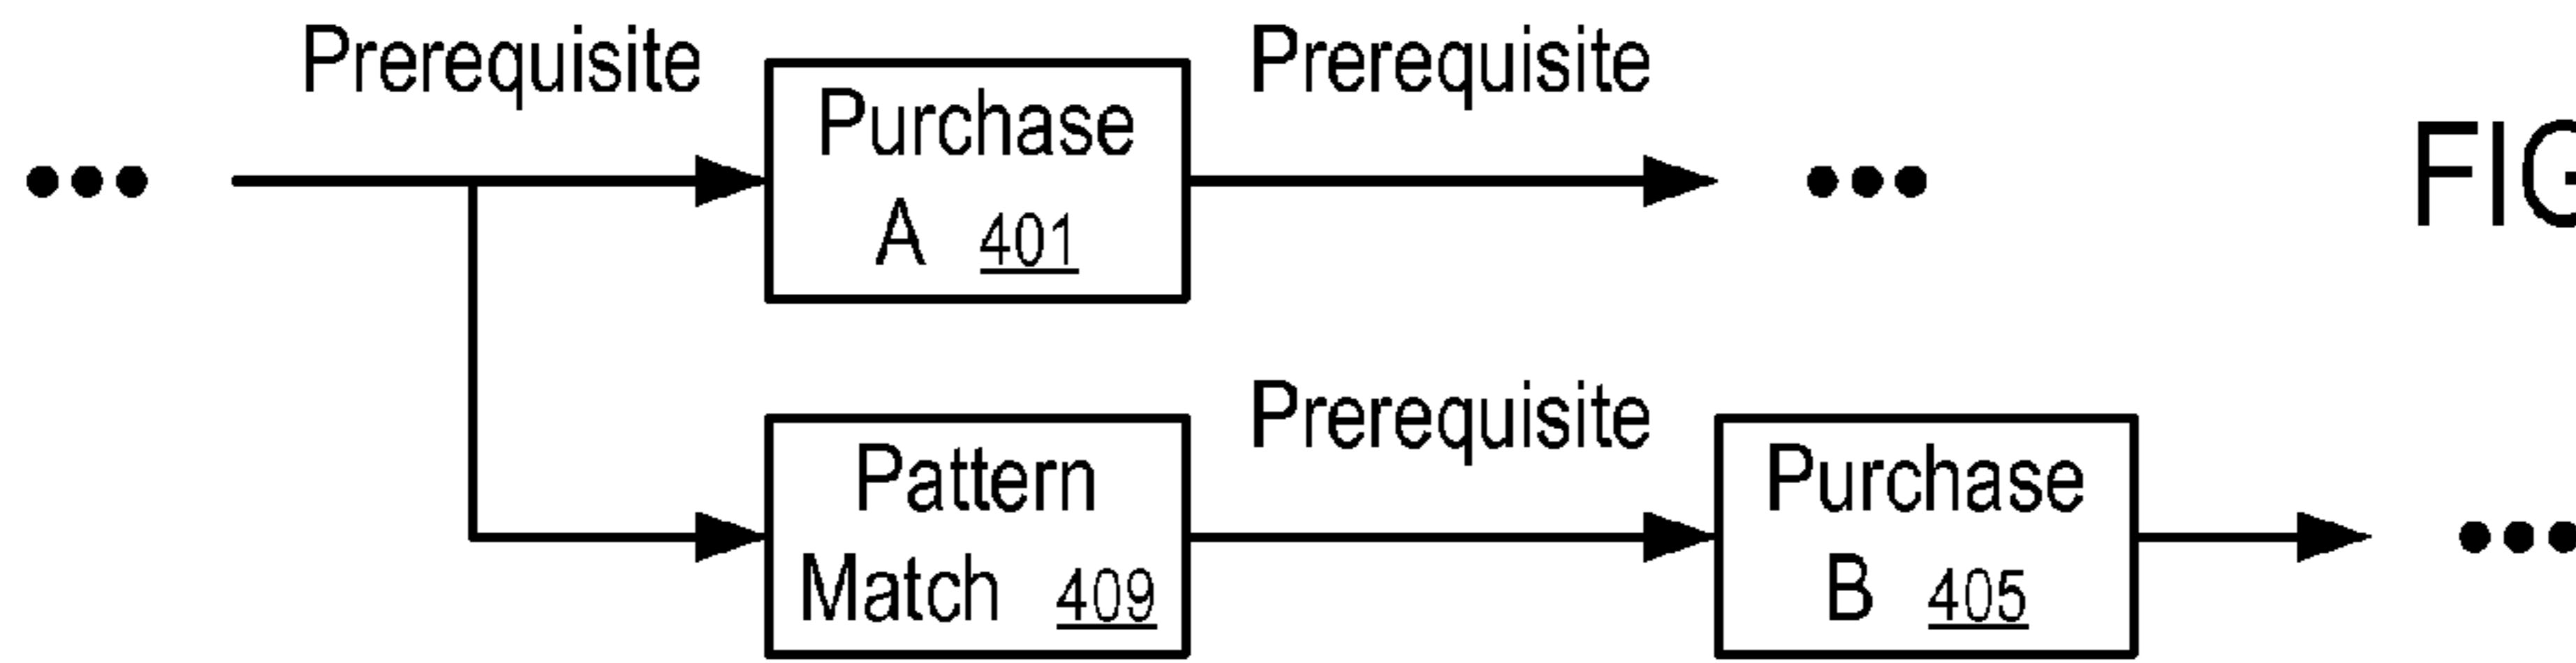 Prerequisite
Prerequisite
Purchase
A 401
FIG
Prerequisite
Pattern
Match 409
Purchase
B 405